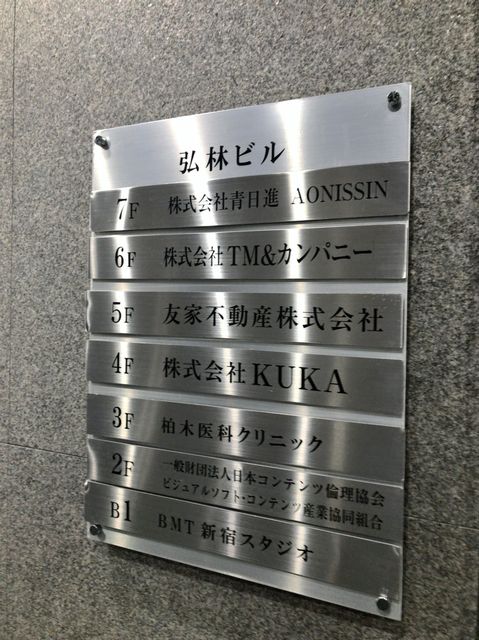 弘林ビル
7F 株式会社青日進 AONISSIN
6F 株式会社TM&カンパニー
5F 友家不動産株式会社
4F 株式会社KUKA
3F 柏木医科クリニック
2F 一般財団法人日本コンテンツ倫理協会
ビジュアルソフト・コンテンツ産業協同組合
B1 BMT 新宿スタジオ